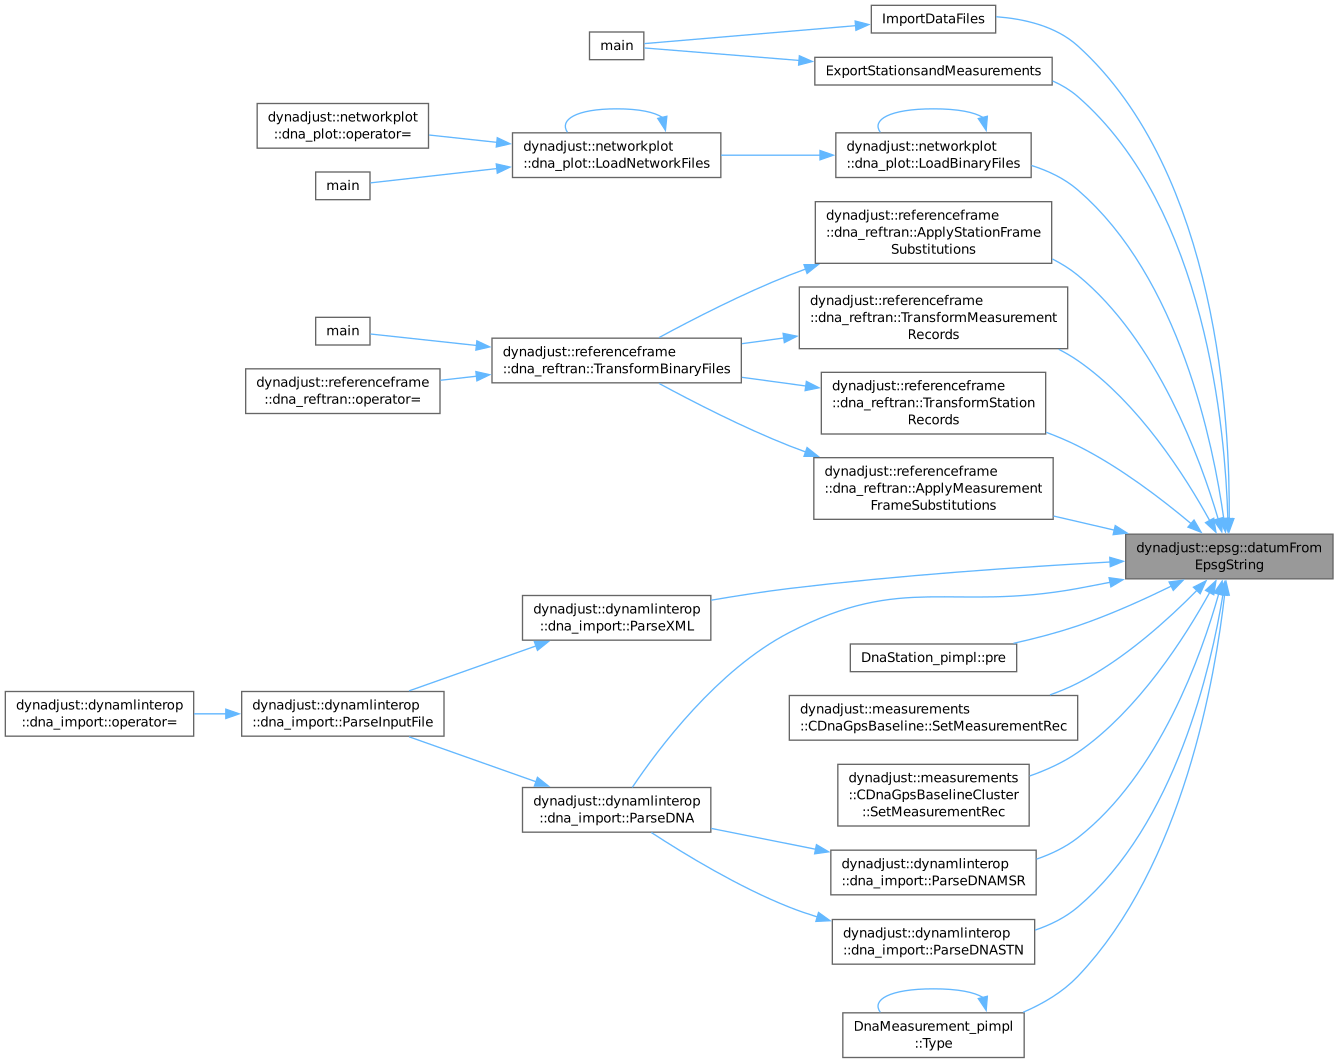 ImportDataFiles
main
ExportStationsandMeasurements
dynadjust::networkplot
::dna_plot::operator=
dynadjust::networkplot
::dna_plot::LoadNetworkFiles
dynadjust::networkplot
::dna_plot::LoadBinaryFiles
main
dynadjust::referenceframe
::dna_reftran::ApplyStationFrame
Substitutions
dynadjust::referenceframe
::dna_reftran::TransformMeasurement
Records
main
dynadjust::referenceframe
::dna_reftran::TransformBinaryFiles
dynadjust::referenceframe
::dna_reftran::operator=
dynadjust::referenceframe
::dna_reftran::TransformStation
Records
dynadjust::referenceframe
::dna_reftran::ApplyMeasurement
FrameSubstitutions
dynadjust::epsg::datumFrom
EpsgString
dynadjust::dynamlinterop
::dna_import::ParseXML
DnaStation_pimpl::pre
dynadjust::dynamlinterop
::dna_import::operator=
dynadjust::dynamlinterop
::dna_import::ParseInputFile
dynadjust::measurements
::CDnaGpsBaseline::SetMeasurementRec
dynadjust::measurements
::CDnaGpsBaselineCluster
::SetMeasurementRec
dynadjust::dynamlinterop
::dna_import::ParseDNA
dynadjust::dynamlinterop
::dna_import::ParseDNAMSR
dynadjust::dynamlinterop
::dna_import::ParseDNASTN
DnaMeasurement_pimpl
::Type